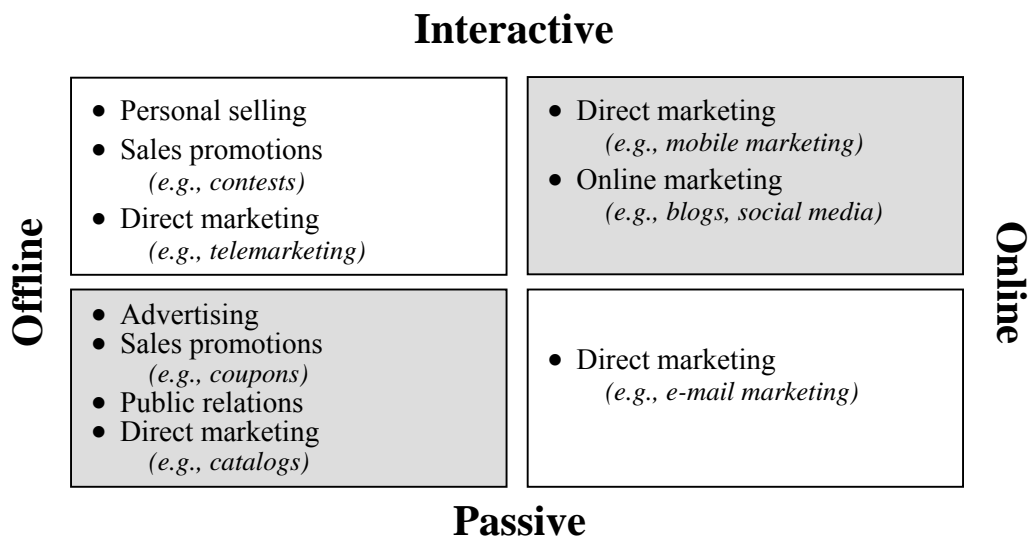 Interactive
• Personal selling
• Sales promotions
(e.g., contests)
• Direct marketing
(e.g., telemarketing)
• Direct marketing
(e.g., mobile marketing)
• Online marketing
(e.g., blogs, social media)
Offline
Online
• Advertising
• Sales promotions
(e.g., coupons)
• Public relations
• Direct marketing
(e.g., catalogs)
• Direct marketing
(e.g., e-mail marketing)
Passive